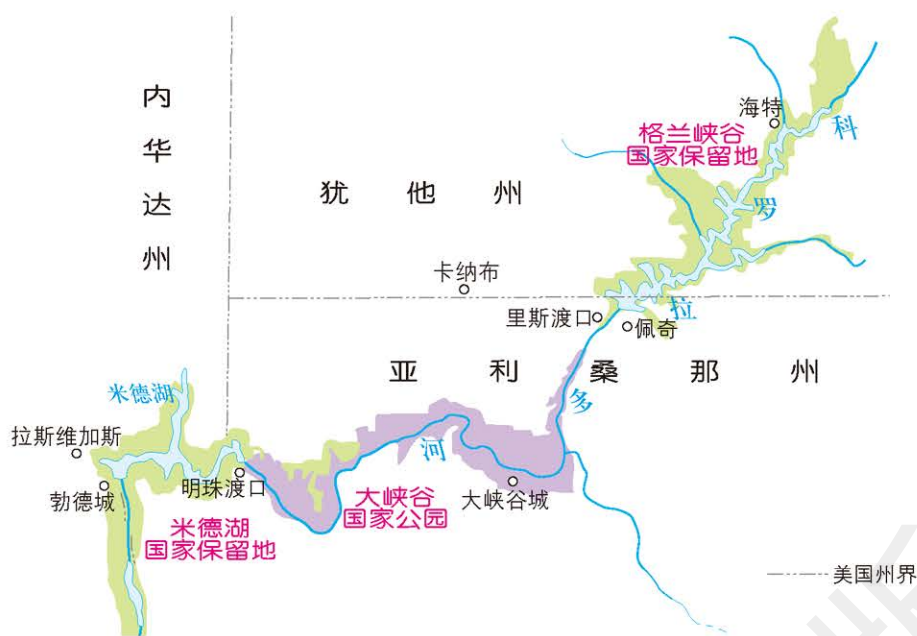 内华达州
犹他州
海特
格兰峡谷
国家保留地
科罗拉多河
卡纳布
里斯渡口
佩奇
亚利桑那州
米德湖
拉斯维加斯
勃德城
明珠渡口
大峡谷城
大峡谷
国家公园
米德湖
国家保留地
美国州界